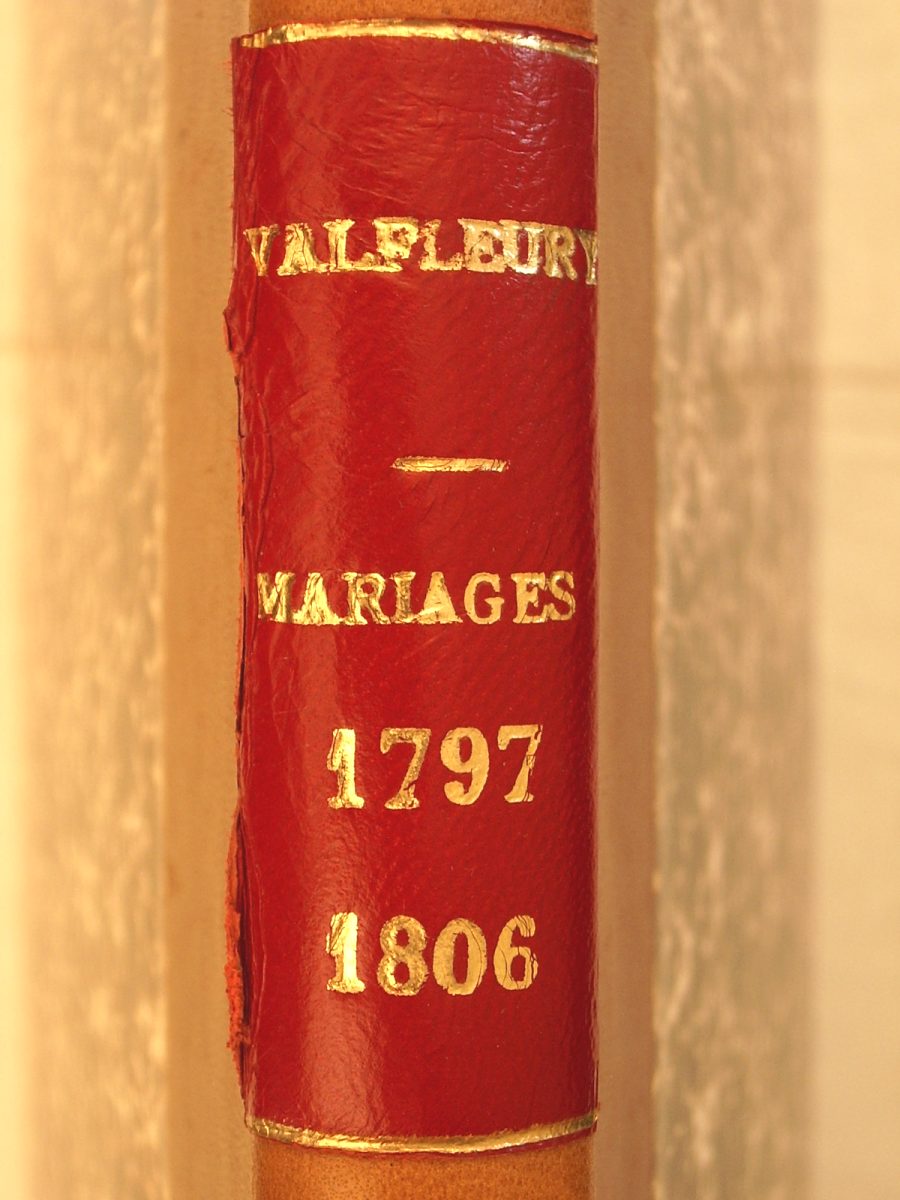 VALFLEURY
—
MARIAGES
1797
1806